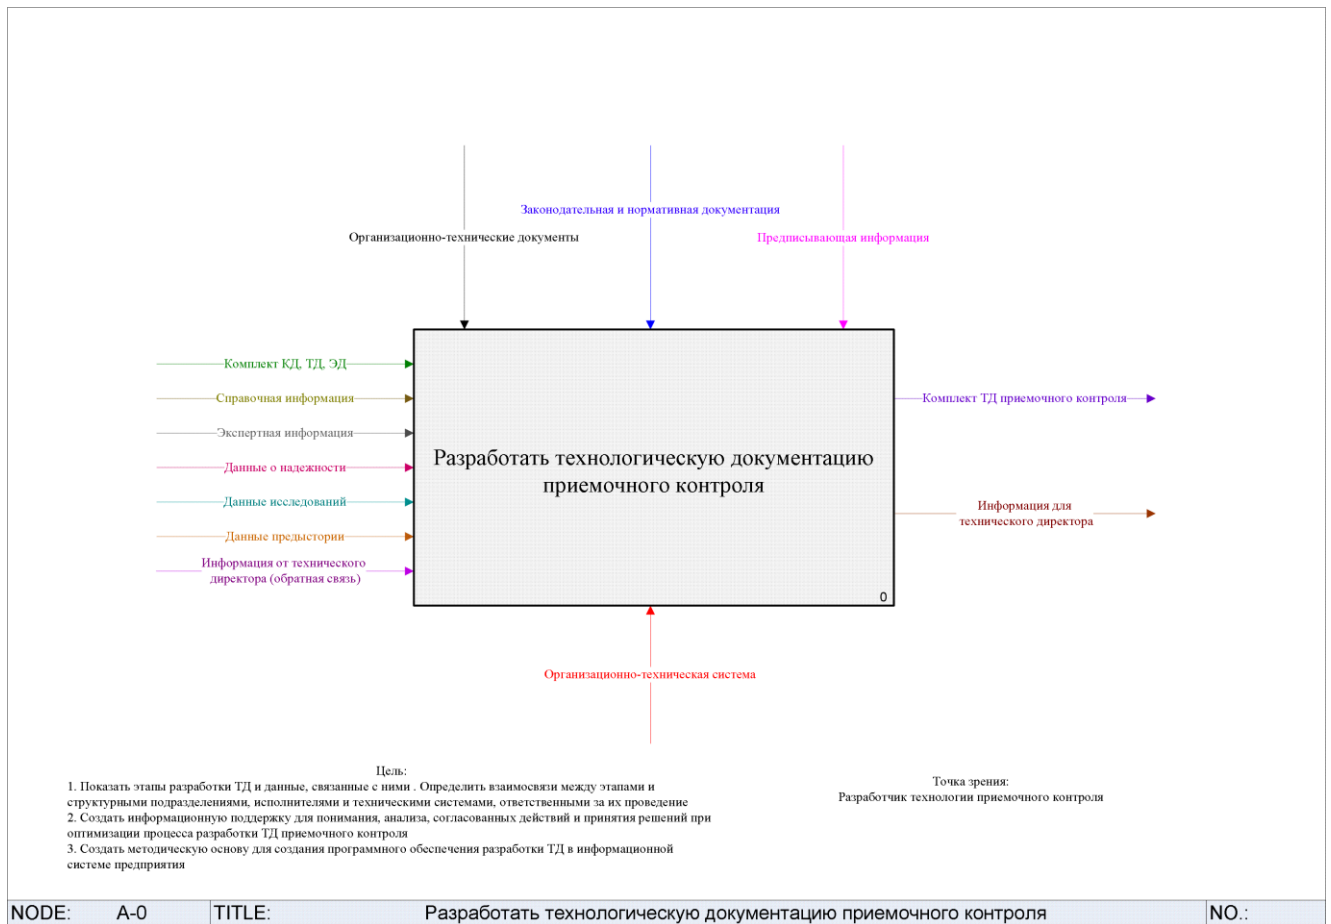 Законодательная и нормативная документация
Организационно-технические документы
Предписывающая информация
Комплект КД, ТД, ЭД
Справочная информация
Экспертная информация
Данные о надежности
Данные исследований
Данные предыстории
Информация от технического
директора (обратная связь)
Разработать технологическую документацию
приемочного контроля
0
Комплект ТД приемочного контроля
Информация для
технического директора
Организационно-техническая система
Цель:
1. Показать этапы разработки ТД и данные, связанные с ними . Определить взаимосвязи между этапами и
структурными подразделениями, исполнителями и техническими системами, ответственными за их проведение
2. Создать информационную поддержку для понимания, анализа, согласованных действий и принятия решений при
оптимизации процесса разработки ТД приемочного контроля
3. Создать методическую основу для создания программного обеспечения разработки ТД в информационной
системе предприятия
Точка зрения:
Разработчик технологии приемочного контроля
NODE: A-0 TITLE: Разработать технологическую документацию приемочного контроля NO.: